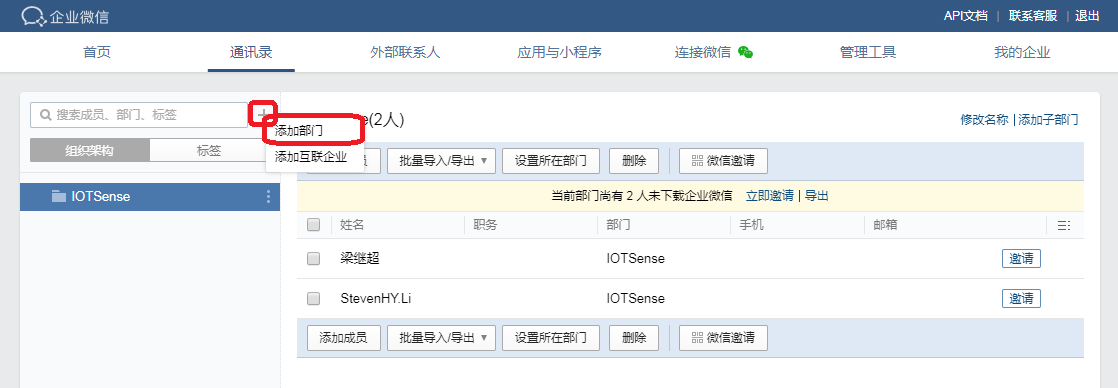 企业微信
API文档 | 联系客服 | 退出
首页 通讯录 外部联系人 应用与小程序 连接微信 管理工具 我的企业
搜索成员、部门、标签
添加部门
添加互联企业
组织架构 标签
IOTSense
e(2人)
修改名称 | 添加子部门
员 批量导入/导出 设置所在部门 删除 微信邀请
当前部门尚有 2 人未下载企业微信 立即邀请 | 导出
姓名 职务 部门 手机 邮箱
梁继超 IOTSense 邀请
StevenHY.Li IOTSense 邀请
添加成员 批量导入/导出 设置所在部门 删除 微信邀请